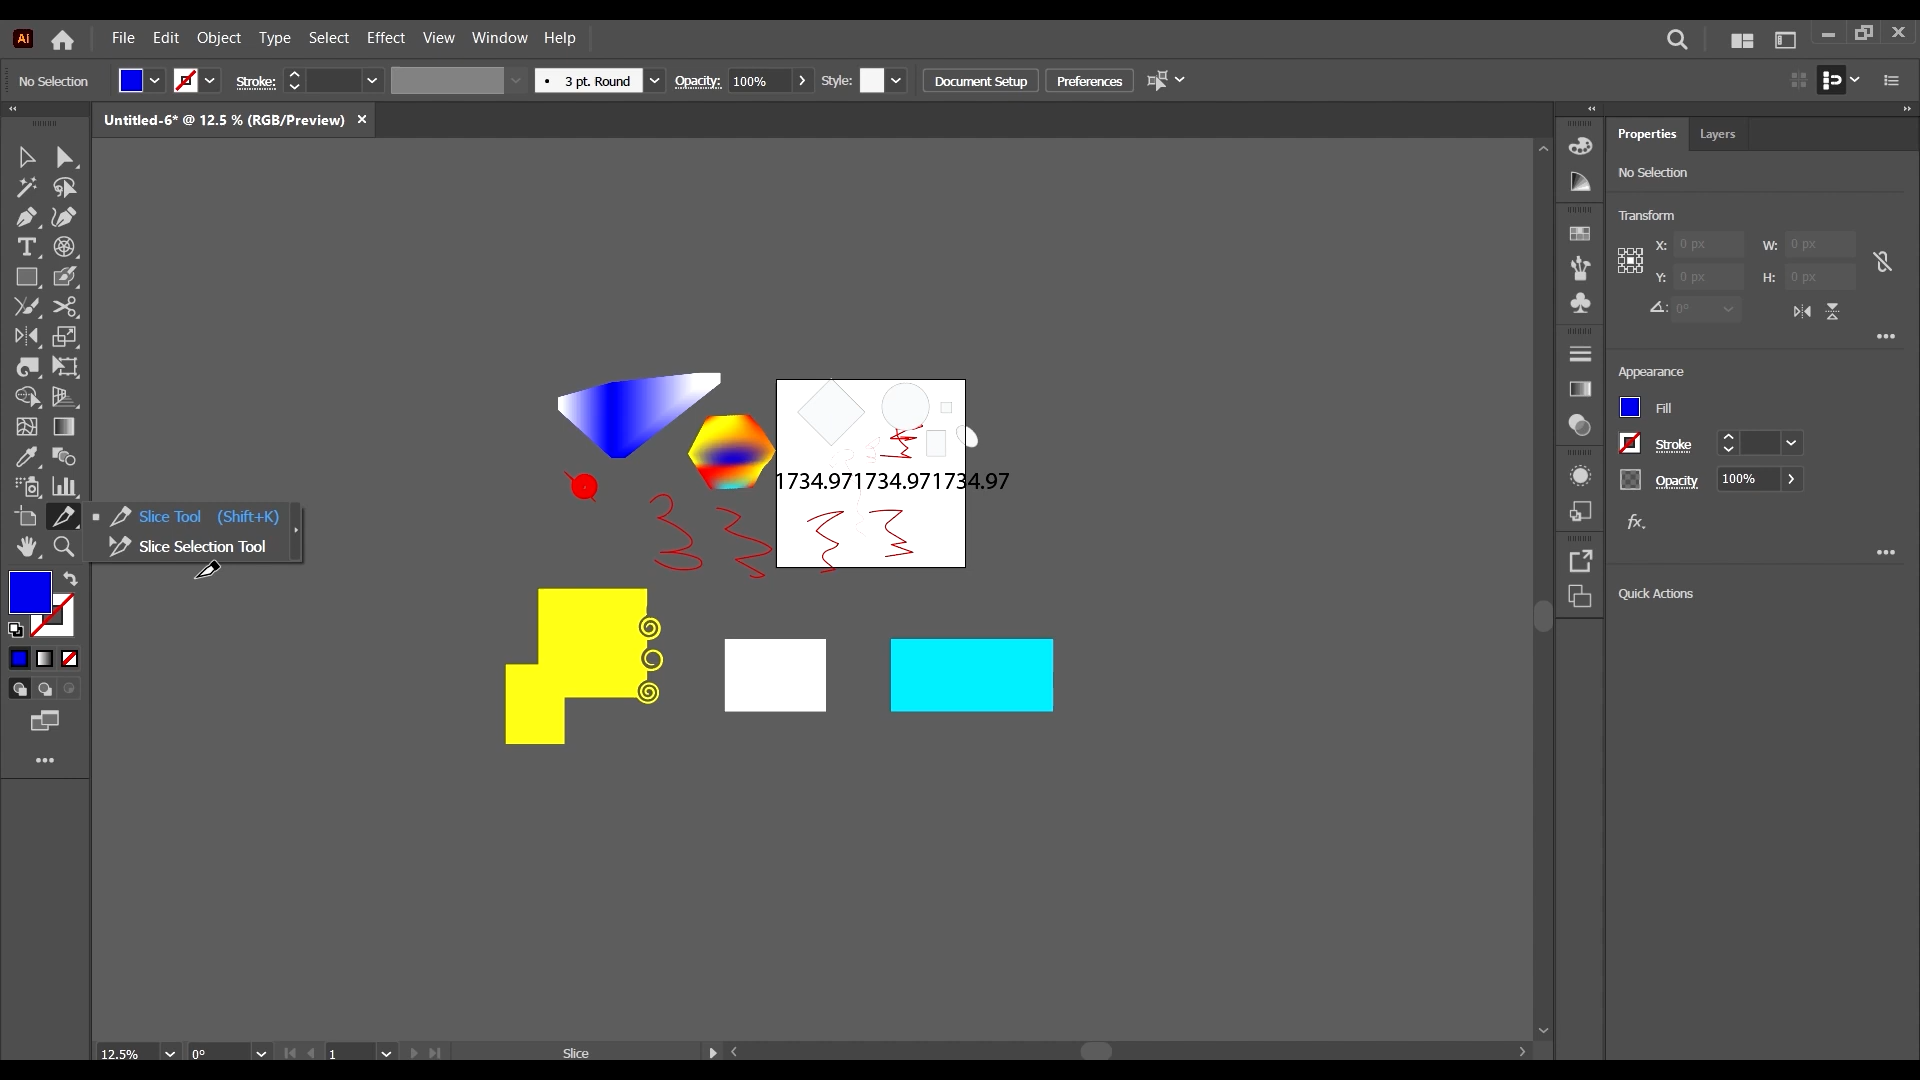 Ai File Edit Object Type Select Effect View Window Help
No Selection Stroke: 3 pt. Round Opacity: 100% Style: Document Setup Preferences
Untitled-6* @ 12.5 % (RGB/Preview)
Properties Layers
No Selection
Transform
X: 0 px W: 0 px
Y: 0 px H: 0 px
0°
Appearance
Fill
Stroke
Opacity 100%
fx.
Quick Actions
1734.971734.971734.97
Slice Tool (Shift+K)
Slice Selection Tool
12.5% 0° 1 Slice